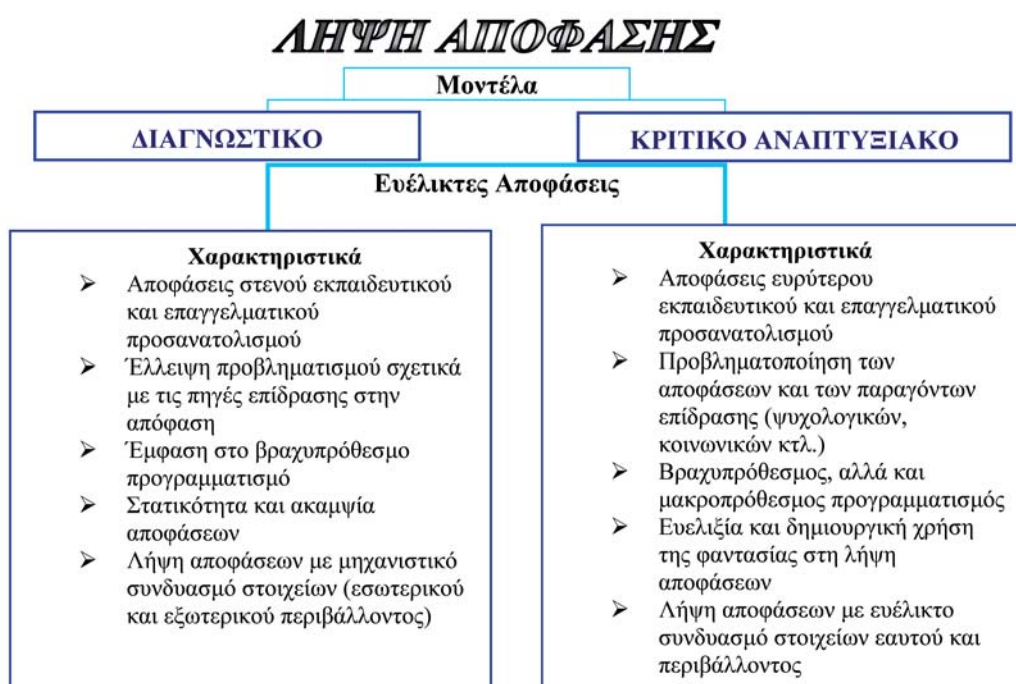 ΛΗΨΗ ΑΠΟΦΑΣΗΣ
Μοντέλα
ΔΙΑΓΝΩΣΤΙΚΟ
ΚΡΙΤΙΚΟ ΑΝΑΠΤΥΞΙΑΚΟ
Ευέλικτες Αποφάσεις
Χαρακτηριστικά
➢ Αποφάσεις στενού εκπαιδευτικού
και επαγγελματικού
προσανατολισμού
➢ Έλλειψη προβληματισμού σχετικά
με τις πηγές επίδρασης στην
απόφαση
➢ Έμφαση στο βραχυπρόθεσμο
προγραμματισμό
➢ Στατικότητα και ακαμψία
αποφάσεων
➢ Λήψη αποφάσεων με μηχανιστικό
συνδυασμό στοιχείων (εσωτερικού
και εξωτερικού περιβάλλοντος)
Χαρακτηριστικά
➢ Αποφάσεις ευρύτερου
εκπαιδευτικού και επαγγελματικού
προσανατολισμού
➢ Προβληματοποίηση των
αποφάσεων και των παραγόντων
επίδρασης (ψυχολογικών,
κοινωνικών κτλ.)
➢ Βραχυπρόθεσμος, αλλά και
μακροπρόθεσμος προγραμματισμός
➢ Ευελιξία και δημιουργική χρήση
της φαντασίας στη λήψη
αποφάσεων
➢ Λήψη αποφάσεων με ευέλικτο
συνδυασμό στοιχείων εαυτού και
περιβάλλοντος